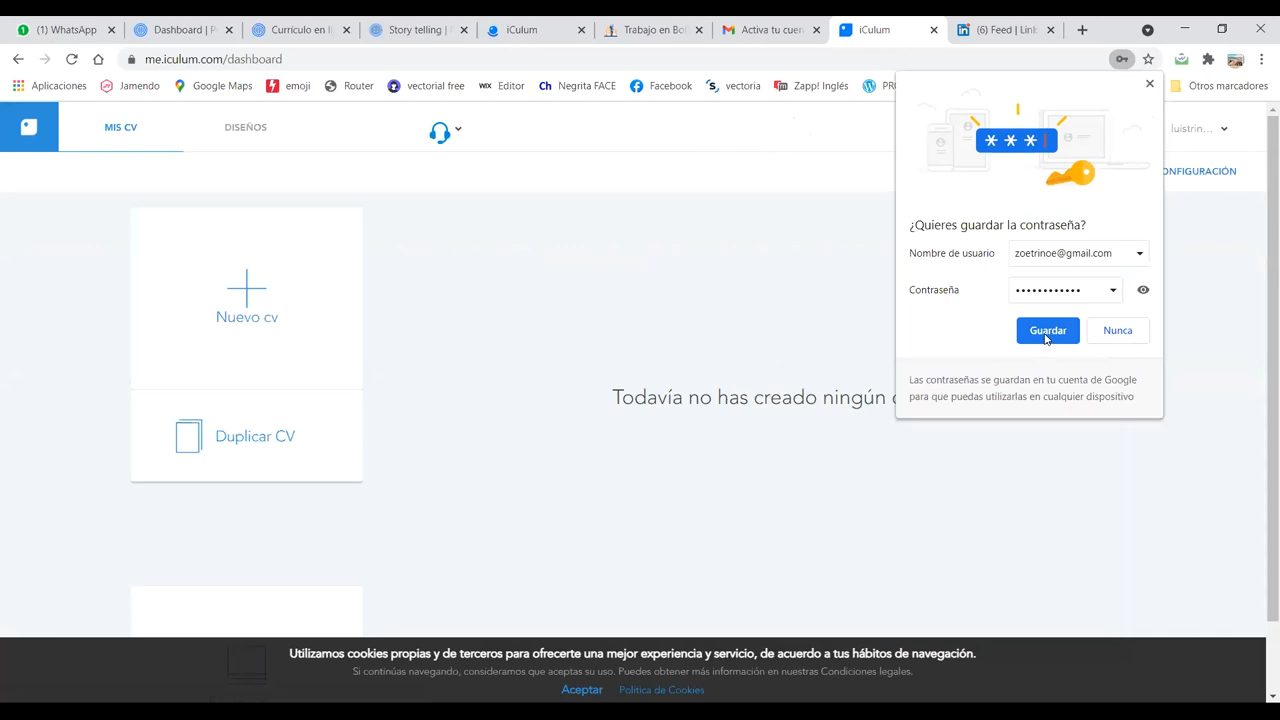 (1) WhatsApp
Dashboard | P
Currículo en l
Story telling |
iCulum
Trabajo en Bol
Activa tu cuen
iCulum
(6) Feed | Link
me.iculum.com/dashboard
Aplicaciones
Jamendo
Google Maps
emoji
Router
vectorial free
WIX Editor
Ch Negrita FACE
Facebook
vectoria
Zapp! Inglés
Otros marcadores
MIS CV
DISEÑOS
luistrin...
ONFIGURACIÓN
Nuevo cv
Duplicar CV
Todavía no has creado ningún
* * *
¿Quieres guardar la contraseña?
Nombre de usuario
zoetrinoe@gmail.com
Contraseña
••••••••••••
Guardar
Nunca
Las contraseñas se guardan en tu cuenta de Google
para que puedas utilizarlas en cualquier dispositivo
Utilizamos cookies propias y de terceros para ofrecerte una mejor experiencia y servicio, de acuerdo a tus hábitos de navegación.
Si continúas navegando, consideramos que aceptas su uso. Puedes obtener más información en nuestras Condiciones legales.
Aceptar
Política de Cookies